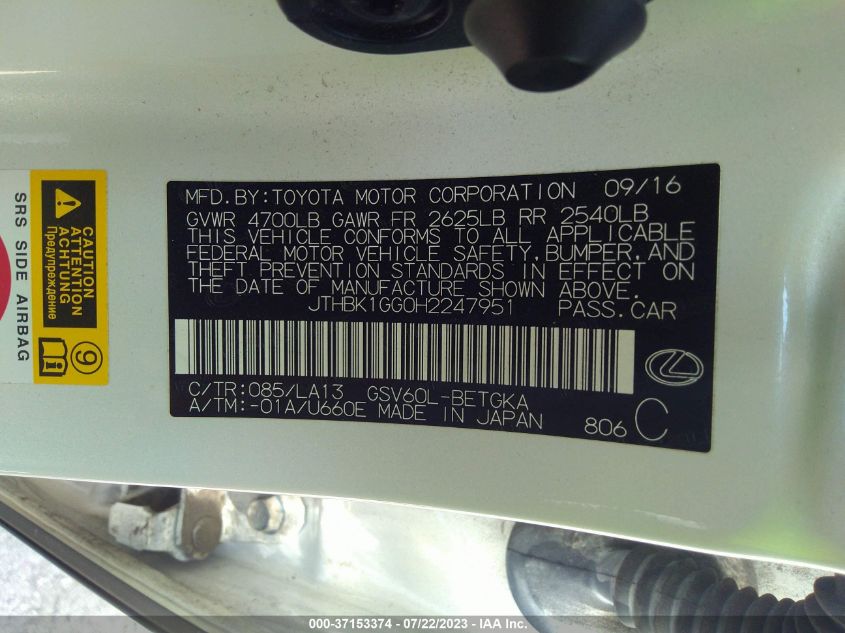 MFD.BY:TOYOTA MOTOR CORPORATION 09/16
GVWR 4700LB GAWR FR 2625LB RR 2540LB
THIS VEHICLE CONFORMS TO ALL APPLICABLE
FEDERAL MOTOR VEHICLE SAFETY, BUMPER, AND
THEFT PREVENTION STANDARDS IN EFFECT ON
THE DATE OF MANUFACTURE SHOWN ABOVE.
JTHBK1GG0H2247951 PASS.CAR
C/TR:085/LA13 GSV60L-BETGKA
A/TM:-01A/U660E MADE IN JAPAN 806 C
SRS SIDE AIRBAG
CAUTION
ATTENTION
ACHTUNG
Предупреждение
9
000-37153374 - 07/22/2023 - IAA Inc.